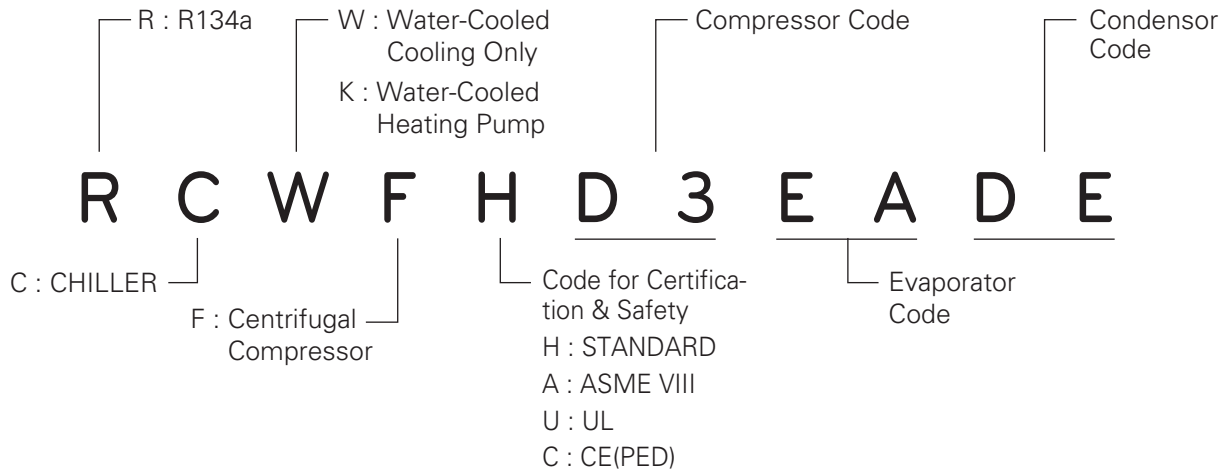 R : R134a
W : Water-Cooled
Cooling Only
K : Water-Cooled
Heating Pump
Compressor Code
Condensor
Code
R C W F H D 3 E A D E
C : CHILLER
F : Centrifugal
Compressor
Code for Certifica-
tion & Safety
H : STANDARD
A : ASME VIII
U : UL
C : CE(PED)
Evaporator
Code